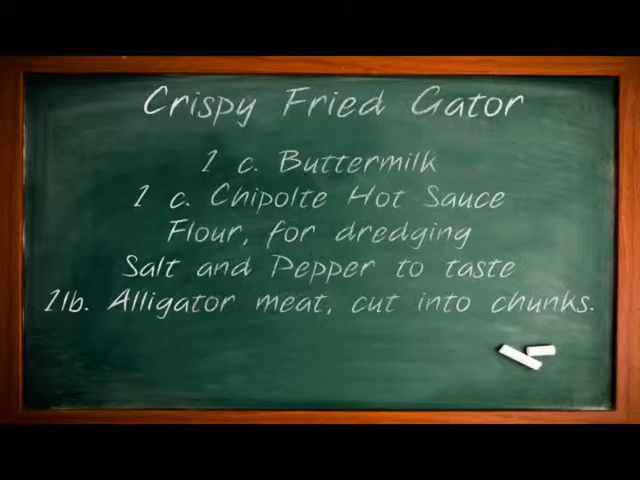 Crispy Fried Gator
1 c. Buttermilk
1 c. Chipolte Hot Sauce
Flour, for dredging
Salt and Pepper to taste
1lb. Alligator meat, cut into chunks.